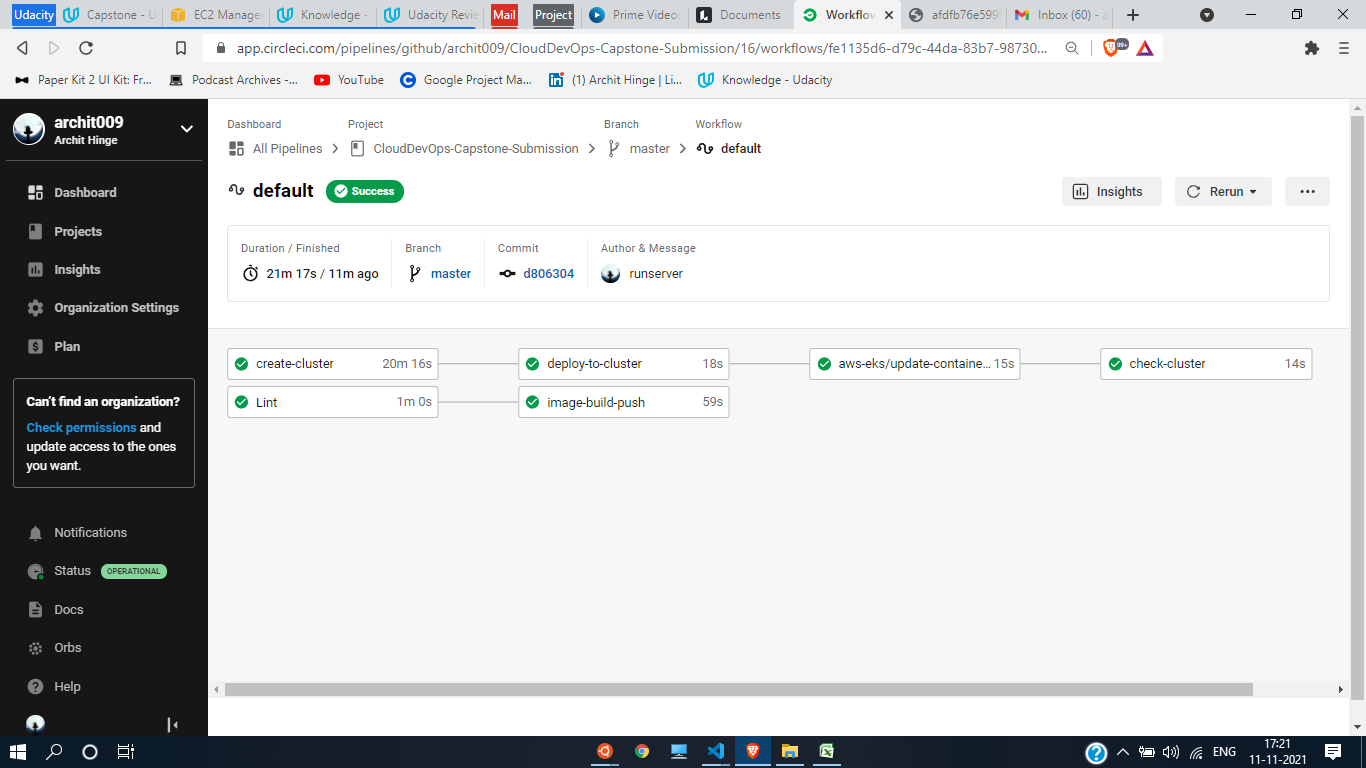 Udacity Capstone - U EC2 Manager Knowledge - Udacity Revie Mail Project Prime Video: Documents Workflow afdfb76e599 Inbox (60) - a
app.circleci.com/pipelines/github/archit009/CloudDevOps-Capstone-Submission/16/workflows/fe1135d6-d79c-44da-83b7-98730... 99+
Paper Kit 2 UI Kit: Fr... Podcast Archives -... YouTube Google Project Ma... (1) Archit Hinge | Li... Knowledge - Udacity
archit009
Archit Hinge
Dashboard
Projects
Insights
Organization Settings
Plan
Can't find an organization?
Check permissions and
update access to the ones
you want.
Notifications
Status OPERATIONAL
Docs
Orbs
Help
Dashboard Project Branch Workflow
All Pipelines CloudDevOps-Capstone-Submission master default
default Success Insights Rerun ...
Duration / Finished Branch Commit Author & Message
21m 17s / 11m ago master d806304 runserver
create-cluster 20m 16s deploy-to-cluster 18s aws-eks/update-containe... 15s check-cluster 14s
Lint 1m 0s image-build-push 59s
ENG 17:21
11-11-2021